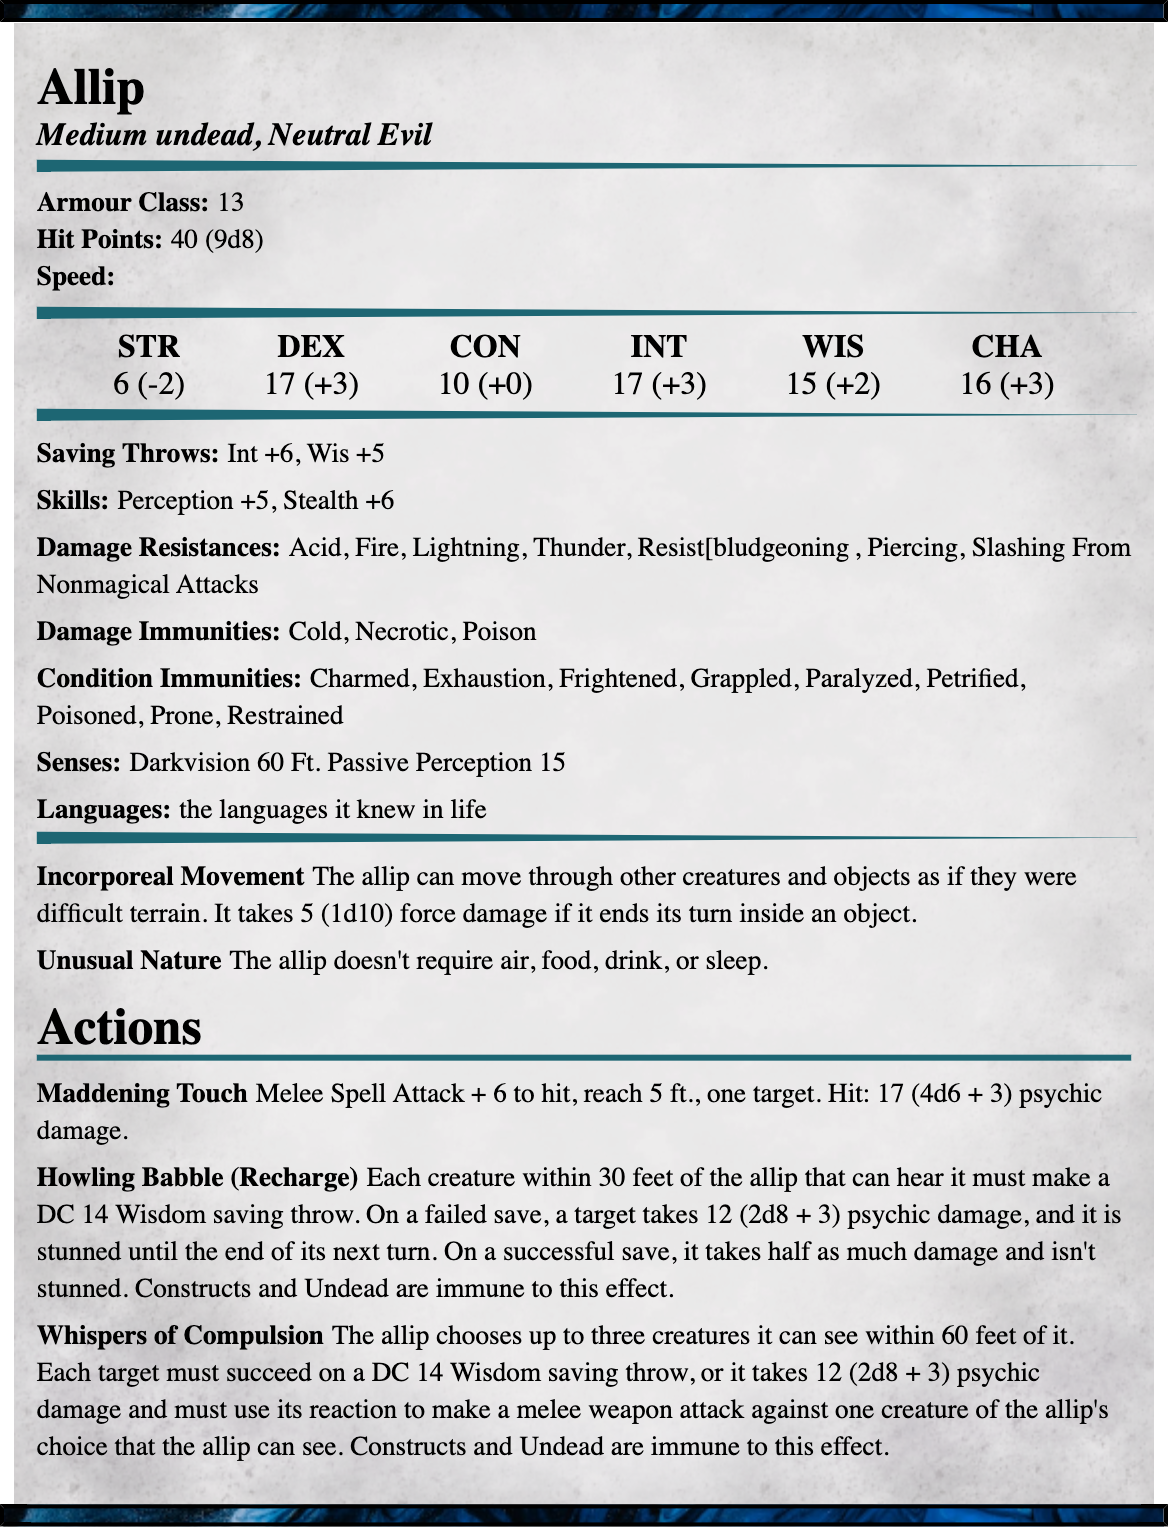 Allip
Medium undead, Neutral Evil
Armour Class: 13
Hit Points: 40 (9d8)
Speed:
STR DEX CON INT WIS CHA
6 (-2) 17 (+3) 10 (+0) 17 (+3) 15 (+2) 16 (+3)
Saving Throws: Int +6, Wis +5
Skills: Perception +5, Stealth +6
Damage Resistances: Acid, Fire, Lightning, Thunder, Resist[bludgeoning , Piercing, Slashing From
Nonmagical Attacks
Damage Immunities: Cold, Necrotic, Poison
Condition Immunities: Charmed, Exhaustion, Frightened, Grappled, Paralyzed, Petrified,
Poisoned, Prone, Restrained
Senses: Darkvision 60 Ft. Passive Perception 15
Languages: the languages it knew in life
Incorporeal Movement The allip can move through other creatures and objects as if they were
difficult terrain. It takes 5 (1d10) force damage if it ends its turn inside an object.
Unusual Nature The allip doesn't require air, food, drink, or sleep.
Actions
Maddening Touch Melee Spell Attack + 6 to hit, reach 5 ft., one target. Hit: 17 (4d6 + 3) psychic
damage.
Howling Babble (Recharge) Each creature within 30 feet of the allip that can hear it must make a
DC 14 Wisdom saving throw. On a failed save, a target takes 12 (2d8 + 3) psychic damage, and it is
stunned until the end of its next turn. On a successful save, it takes half as much damage and isn't
stunned. Constructs and Undead are immune to this effect.
Whispers of Compulsion The allip chooses up to three creatures it can see within 60 feet of it.
Each target must succeed on a DC 14 Wisdom saving throw, or it takes 12 (2d8 + 3) psychic
damage and must use its reaction to make a melee weapon attack against one creature of the allip's
choice that the allip can see. Constructs and Undead are immune to this effect.